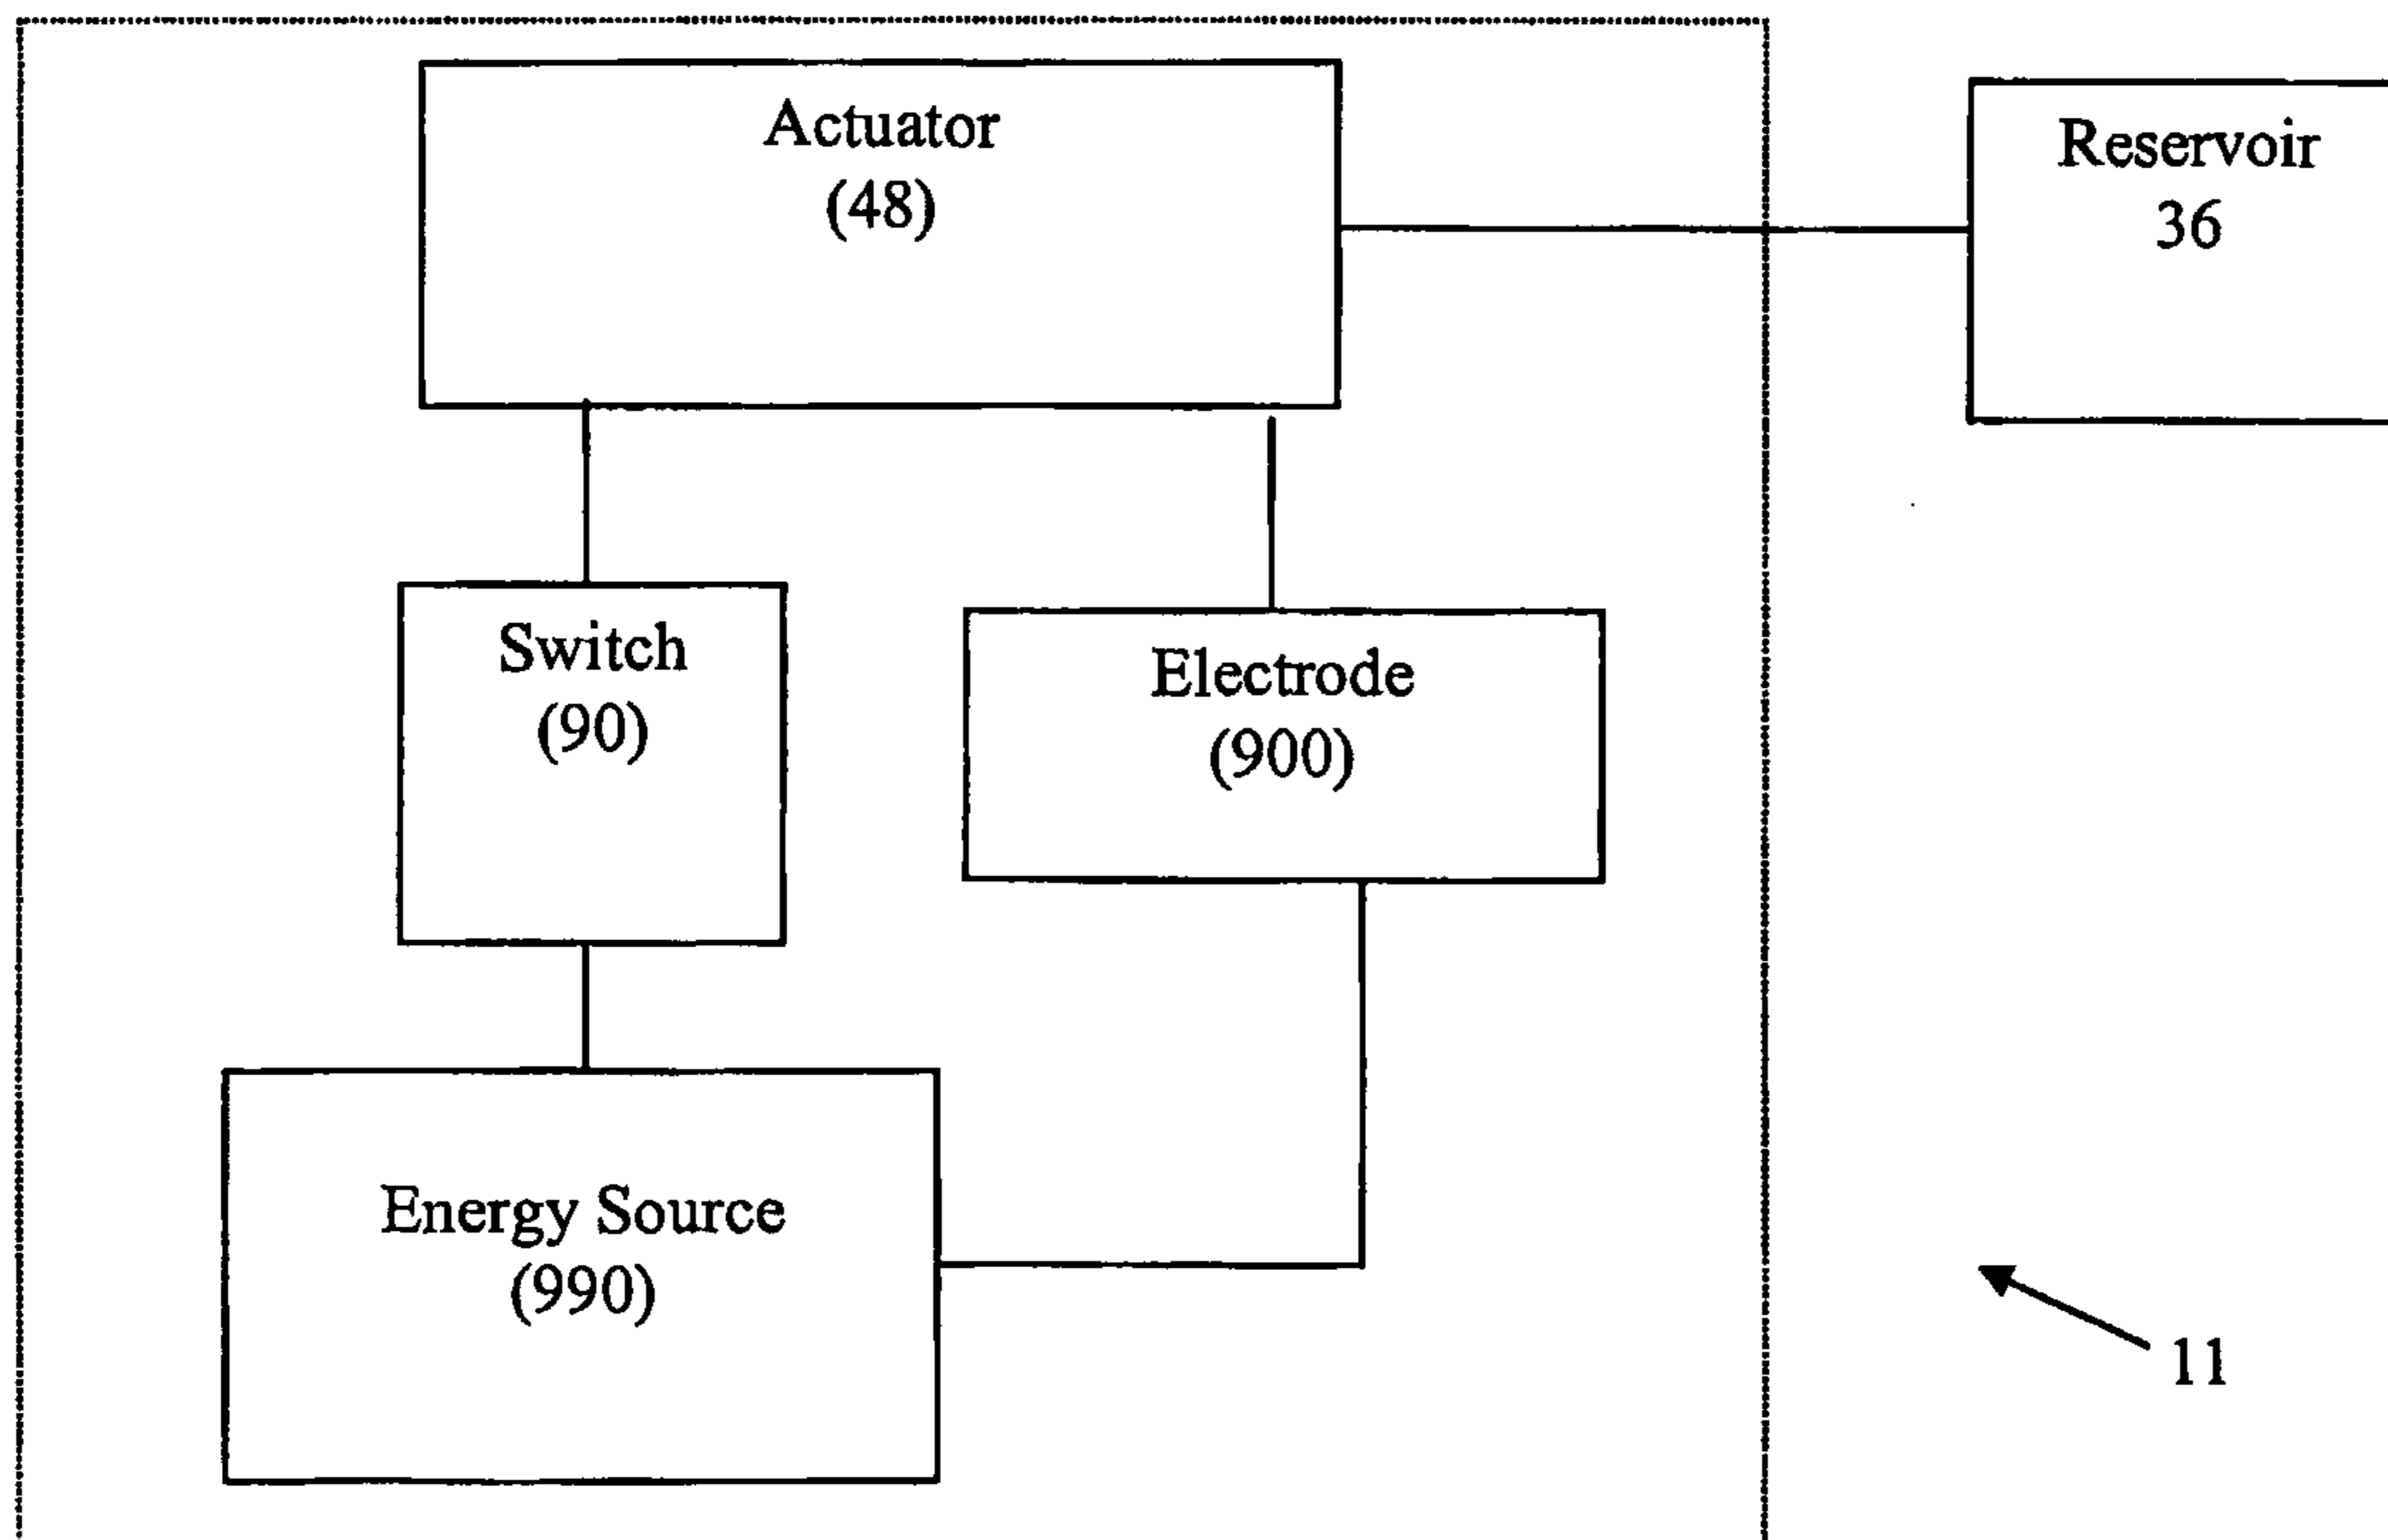 Actuator
(48)
Reservoir
36
Switch
(90)
Electrode
(900)
Energy Source
(990)
11